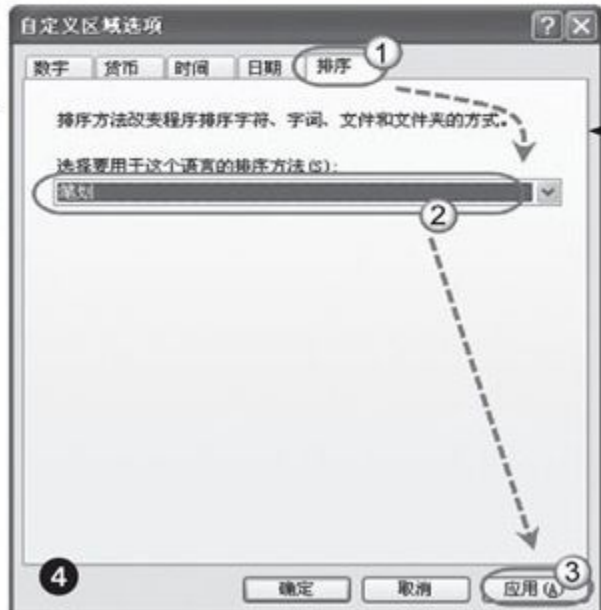 自定义区域选项
数字 货币 时间 日期 排序 1
排序方法改变程序排序字符、字词、文件和文件夹的方式。
选择要用于这个语言的排序方法(S):
笔划
2
3
4 确定 取消 应用(A)